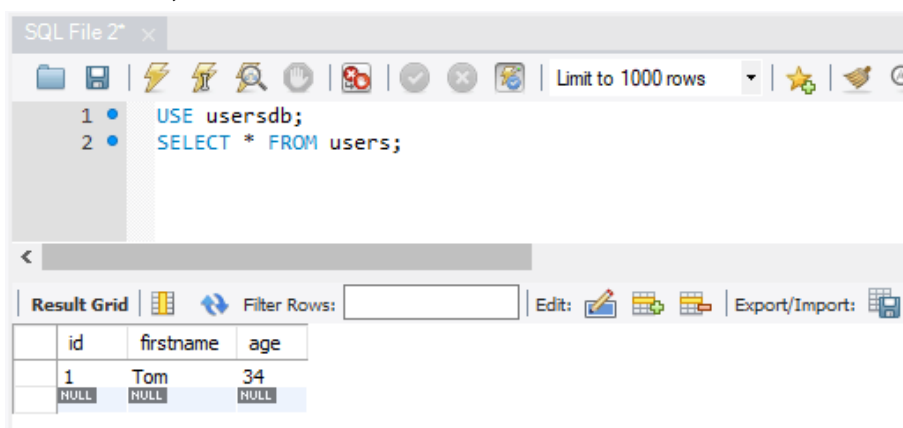 SQL File 2*
Limit to 1000 rows
1 USE usersdb;
2 SELECT * FROM users;
Result Grid Filter Rows: Edit: Export/Import:
id firstname age
1 Tom 34
NULL NULL NULL